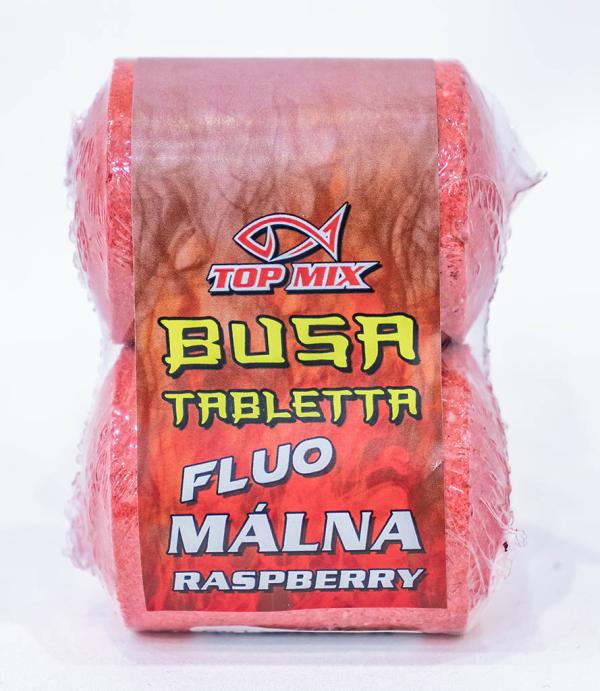 TOP MIX
BUSA
TABLETTA
FLUO
MÁLNA
RASPBERRY